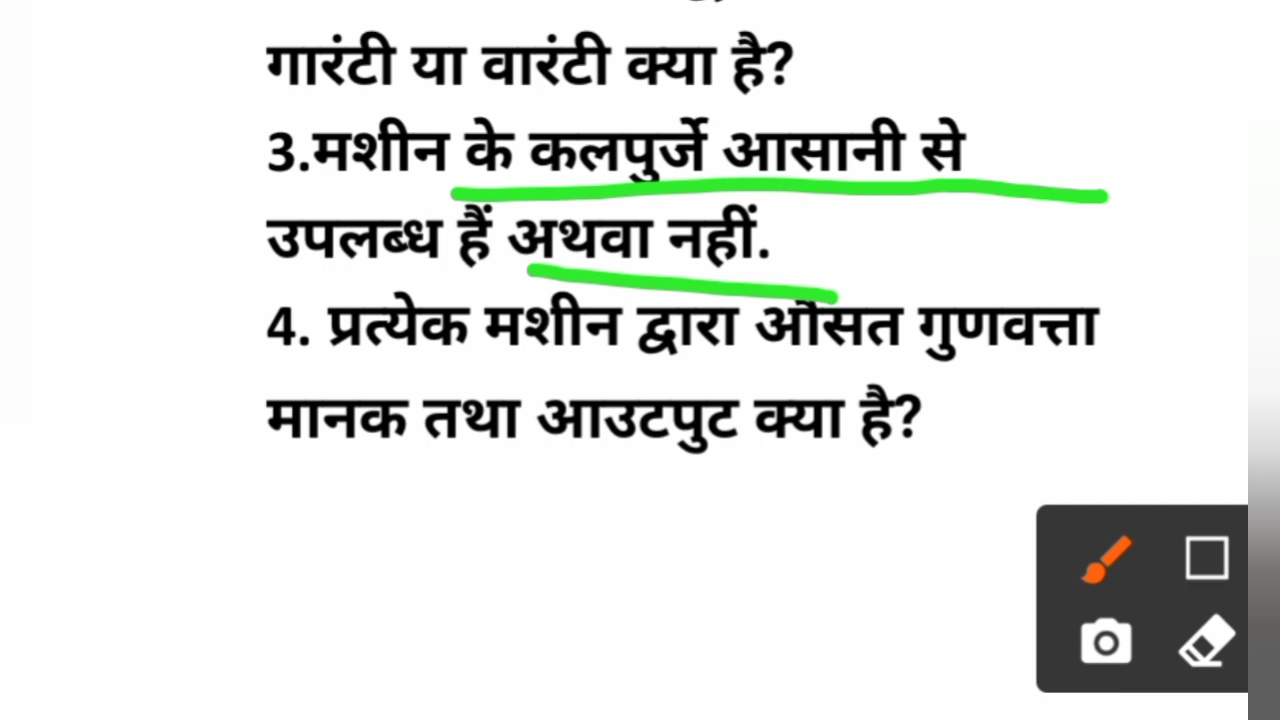 गारंटी या वारंटी क्या है?
3.मशीन के कलपुर्जे आसानी से
उपलब्ध हैं अथवा नहीं.
4. प्रत्येक मशीन द्वारा औसत गुणवत्ता
मानक तथा आउटपुट क्या है?